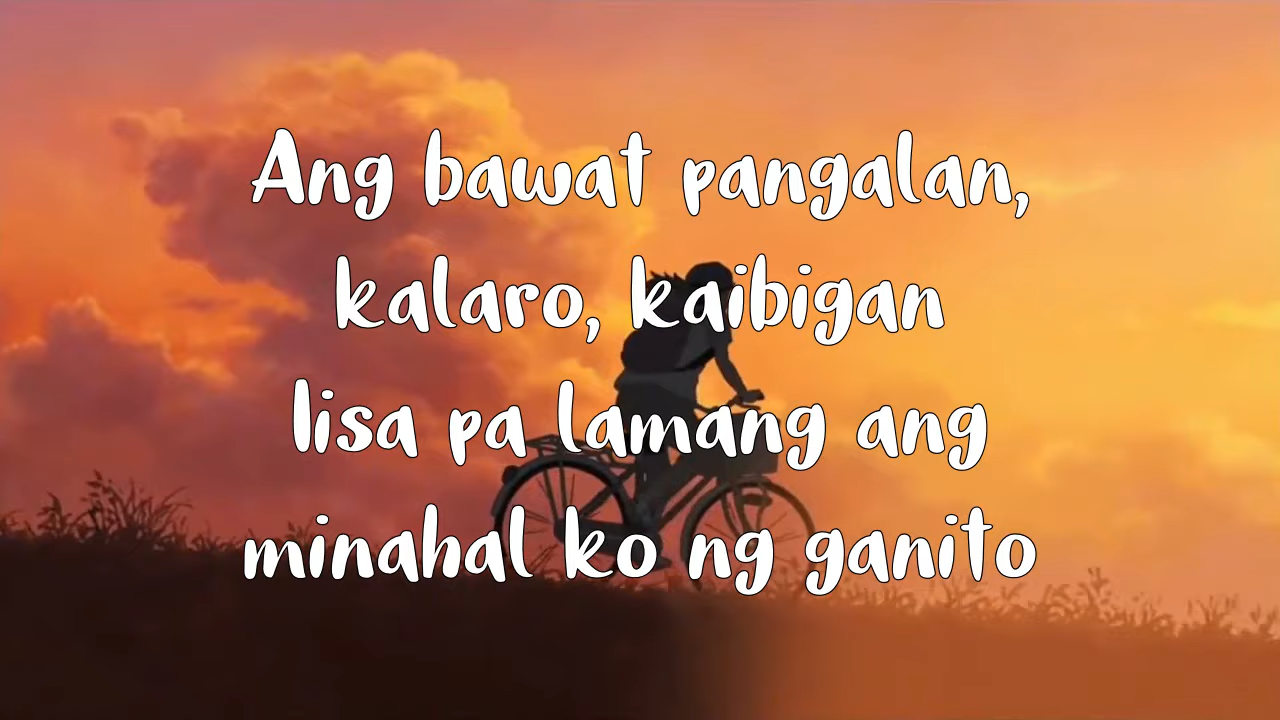 Ang bawat pangalan,
kalaro, kaibigan
Iisa pa lamang ang
minahal ko ng ganito